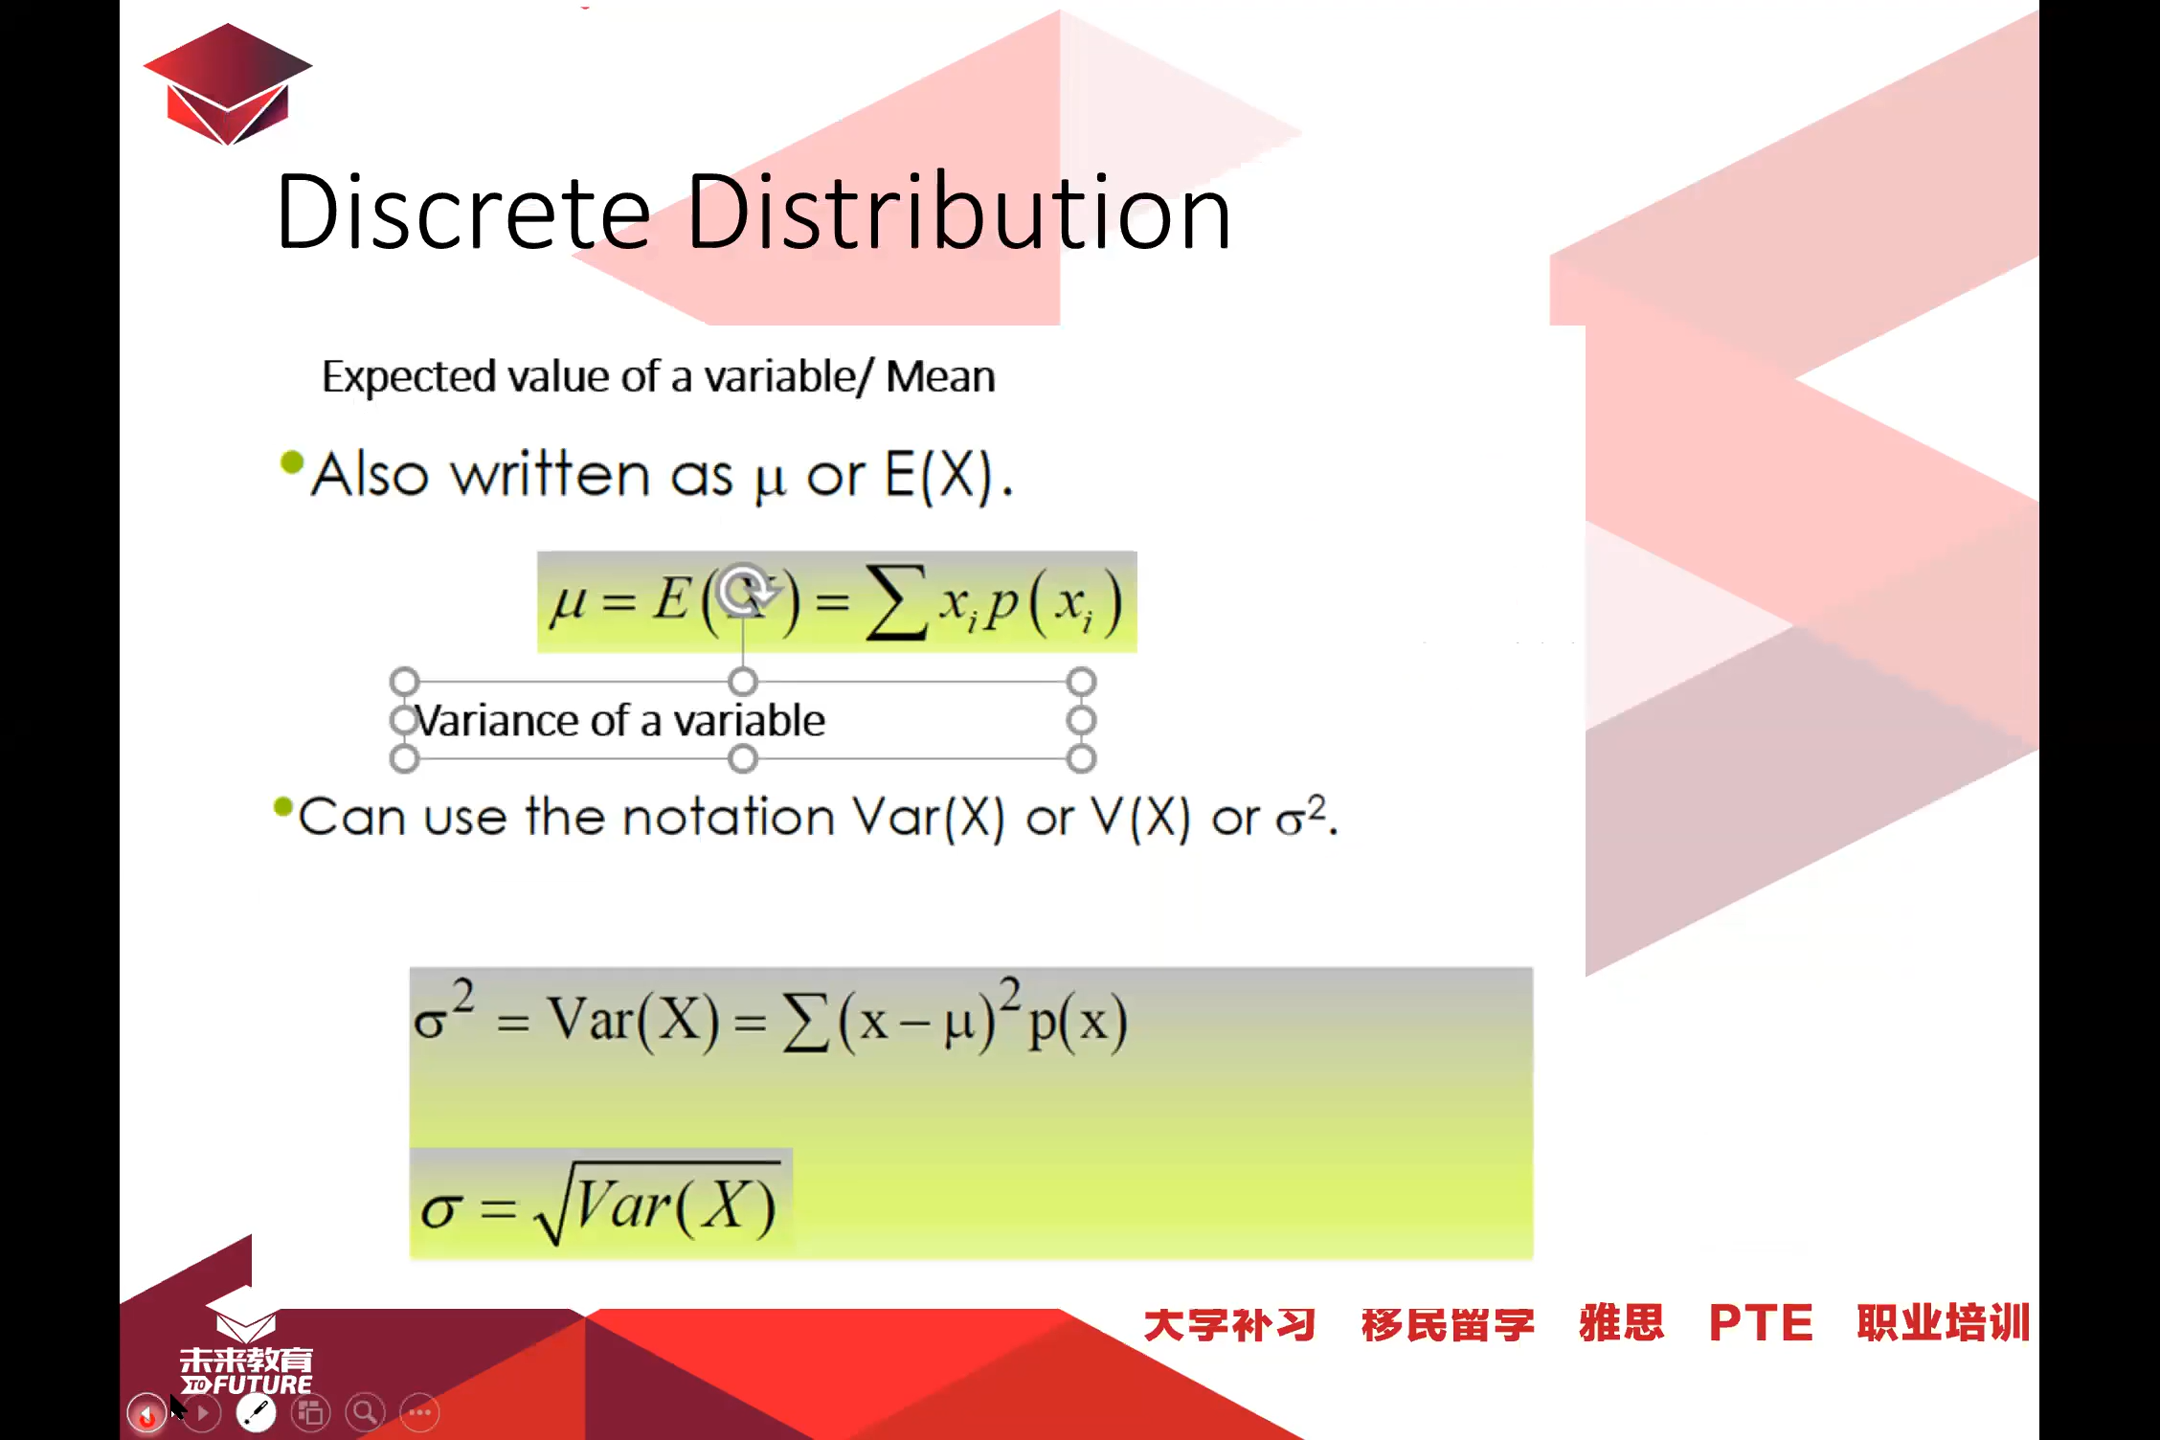 Discrete Distribution
Expected value of a variable/ Mean
•Also written as μ or E(X).
μ = E(X) = ∑ xᵢp(xᵢ)
Variance of a variable
•Can use the notation Var(X) or V(X) or σ².
σ² = Var(X) = ∑(x − μ)²p(x)
σ = √Var(X)
大学补习 移民留学 雅思 PTE 职业培训
未来教育
TO FUTURE